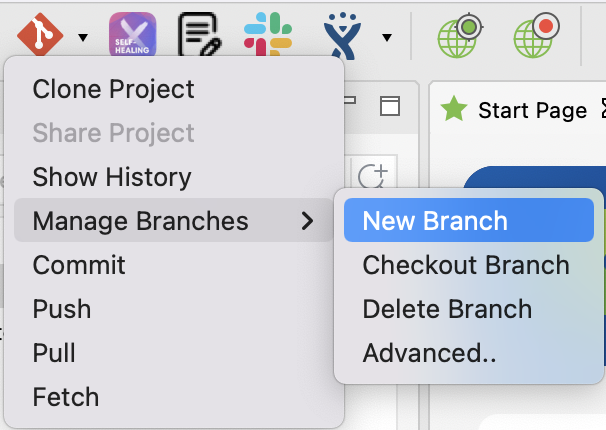 SELF-
HEALING
Clone Project
Share Project
Start Page
Show History
Manage Branches
New Branch
Commit
Checkout Branch
Push
Delete Branch
Pull
Advanced..
Fetch